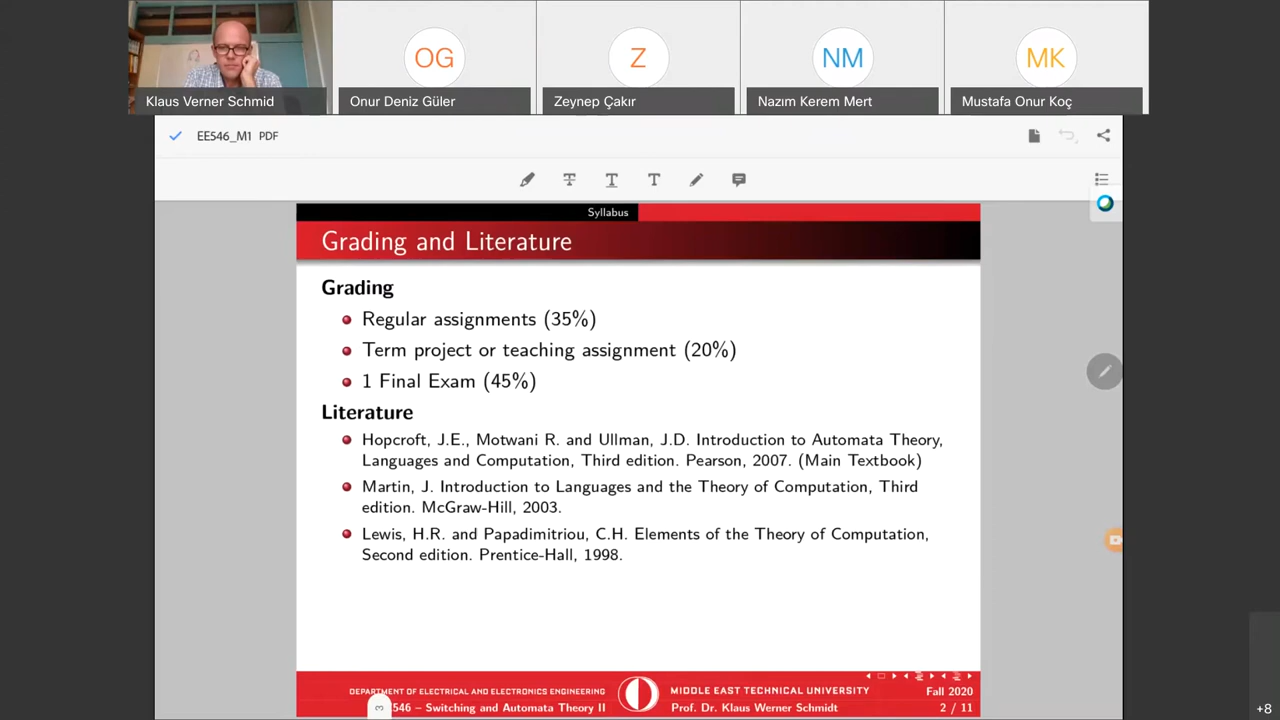 OG
Z
NM
MK
Klaus Verner Schmid
Onur Deniz Güler
Zeynep Çakır
Nazım Kerem Mert
Mustafa Onur Koç
EE546_M1 PDF
Syllabus
Grading and Literature
Grading
Regular assignments (35%)
Term project or teaching assignment (20%)
1 Final Exam (45%)
Literature
Hopcroft, J.E., Motwani R. and Ullman, J.D. Introduction to Automata Theory,
Languages and Computation, Third edition. Pearson, 2007. (Main Textbook)
Martin, J. Introduction to Languages and the Theory of Computation, Third
edition. McGraw-Hill, 2003.
Lewis, H.R. and Papadimitriou, C.H. Elements of the Theory of Computation,
Second edition. Prentice-Hall, 1998.
DEPARTMENT OF ELECTRICAL AND ELECTRONICS ENGINEERING
MIDDLE EAST TECHNICAL UNIVERSITY
Fall 2020
3
546 – Switching and Automata Theory II
Prof. Dr. Klaus Werner Schmidt
2 / 11
+8